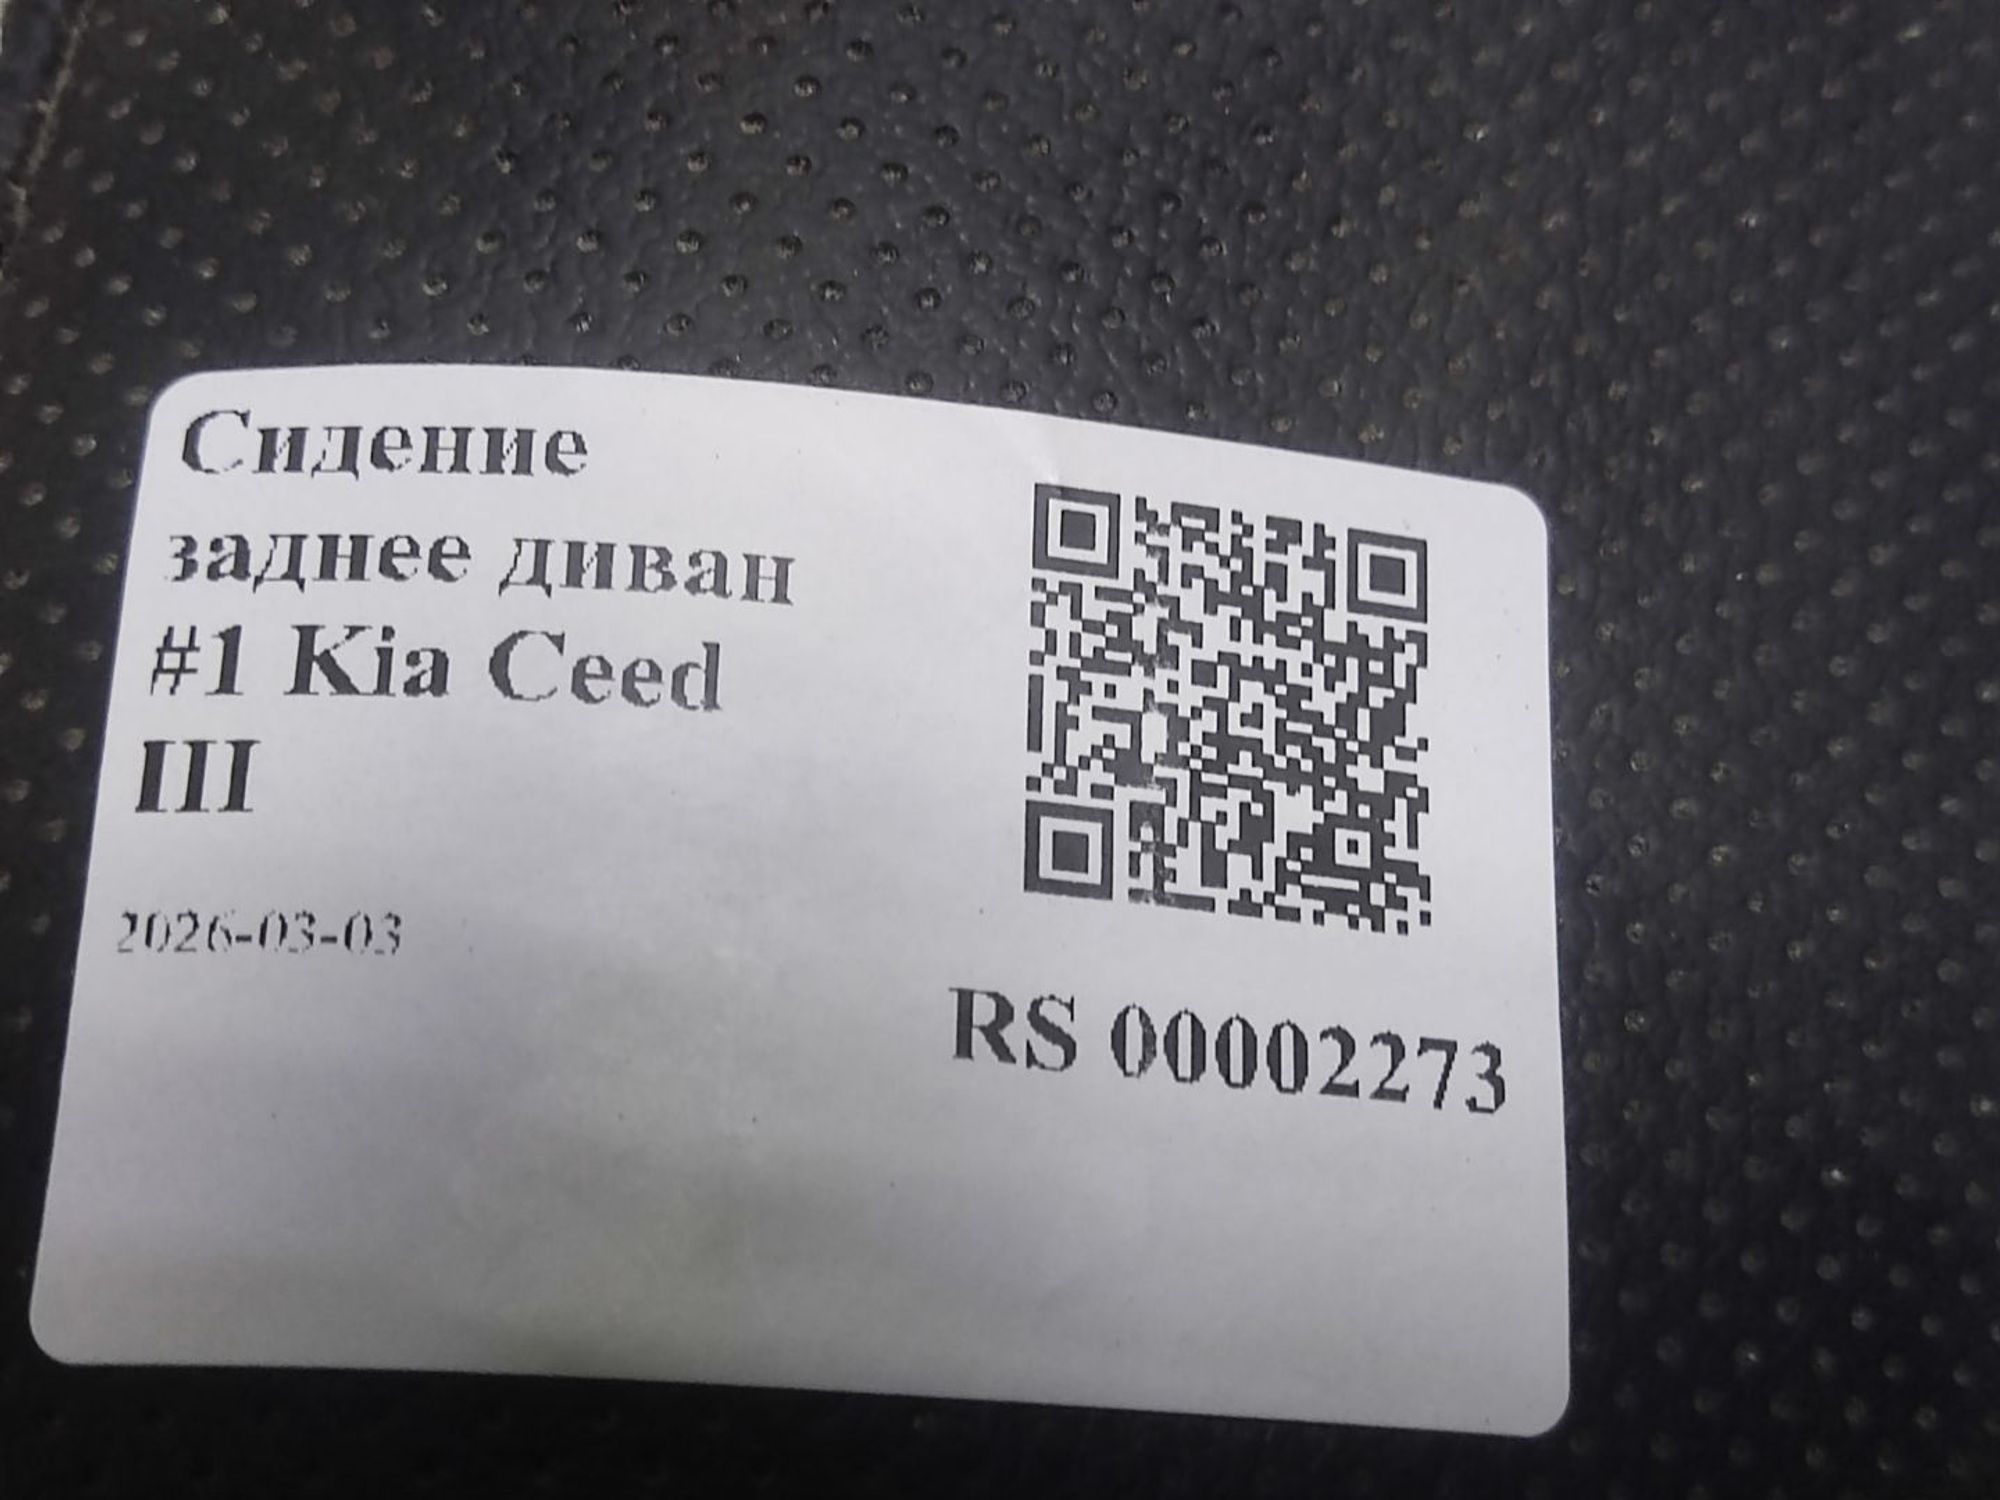 Сидение
заднее диван
#1 Kia Ceed
III
2026-03-03
RS 00002273